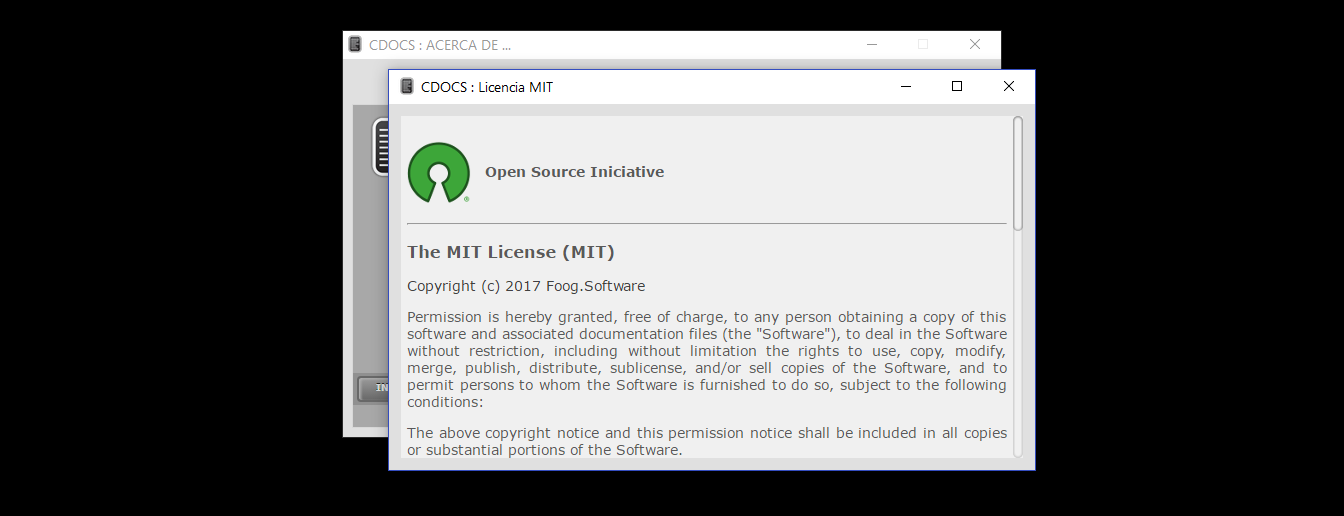 CDOCS : ACERCA DE ...
CDOCS : Licencia MIT
Open Source Iniciative
®
The MIT License (MIT)
Copyright (c) 2017 Foog.Software
Permission is hereby granted, free of charge, to any person obtaining a copy of this
software and associated documentation files (the "Software"), to deal in the Software
without restriction, including without limitation the rights to use, copy, modify,
merge, publish, distribute, sublicense, and/or sell copies of the Software, and to
permit persons to whom the Software is furnished to do so, subject to the following
conditions:
The above copyright notice and this permission notice shall be included in all copies
or substantial portions of the Software.